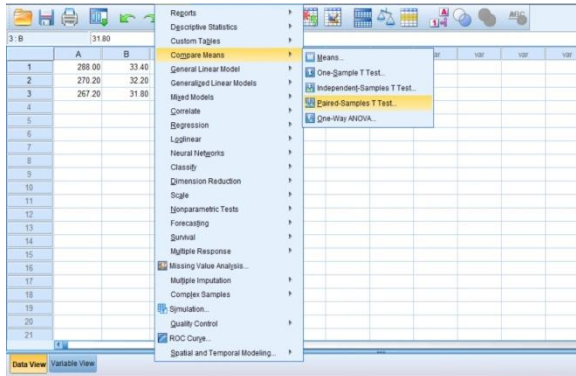 Reports
Descriptive Statistics
Custom Tables
Compare Means
General Linear Model
Generalized Linear Models
Mixed Models
Correlate
Regression
Loglinear
Neural Networks
Classify
Dimension Reduction
Scale
Nonparametric Tests
Forecasting
Survival
Multiple Response
Missing Value Analysis...
Multiple Imputation
Complex Samples
Simulation...
Quality Control
ROC Curve...
Spatial and Temporal Modeling...
Means...
One-Sample T Test...
Independent-Samples T Test...
Paired-Samples T Test...
One-Way ANOVA...
3 : B 31.80
A B var var var var
1 288.00 33.40
2 270.20 32.20
3 267.20 31.80
4
5
6
7
8
9
10
11
12
13
14
15
16
17
18
19
20
21
Data View Variable View